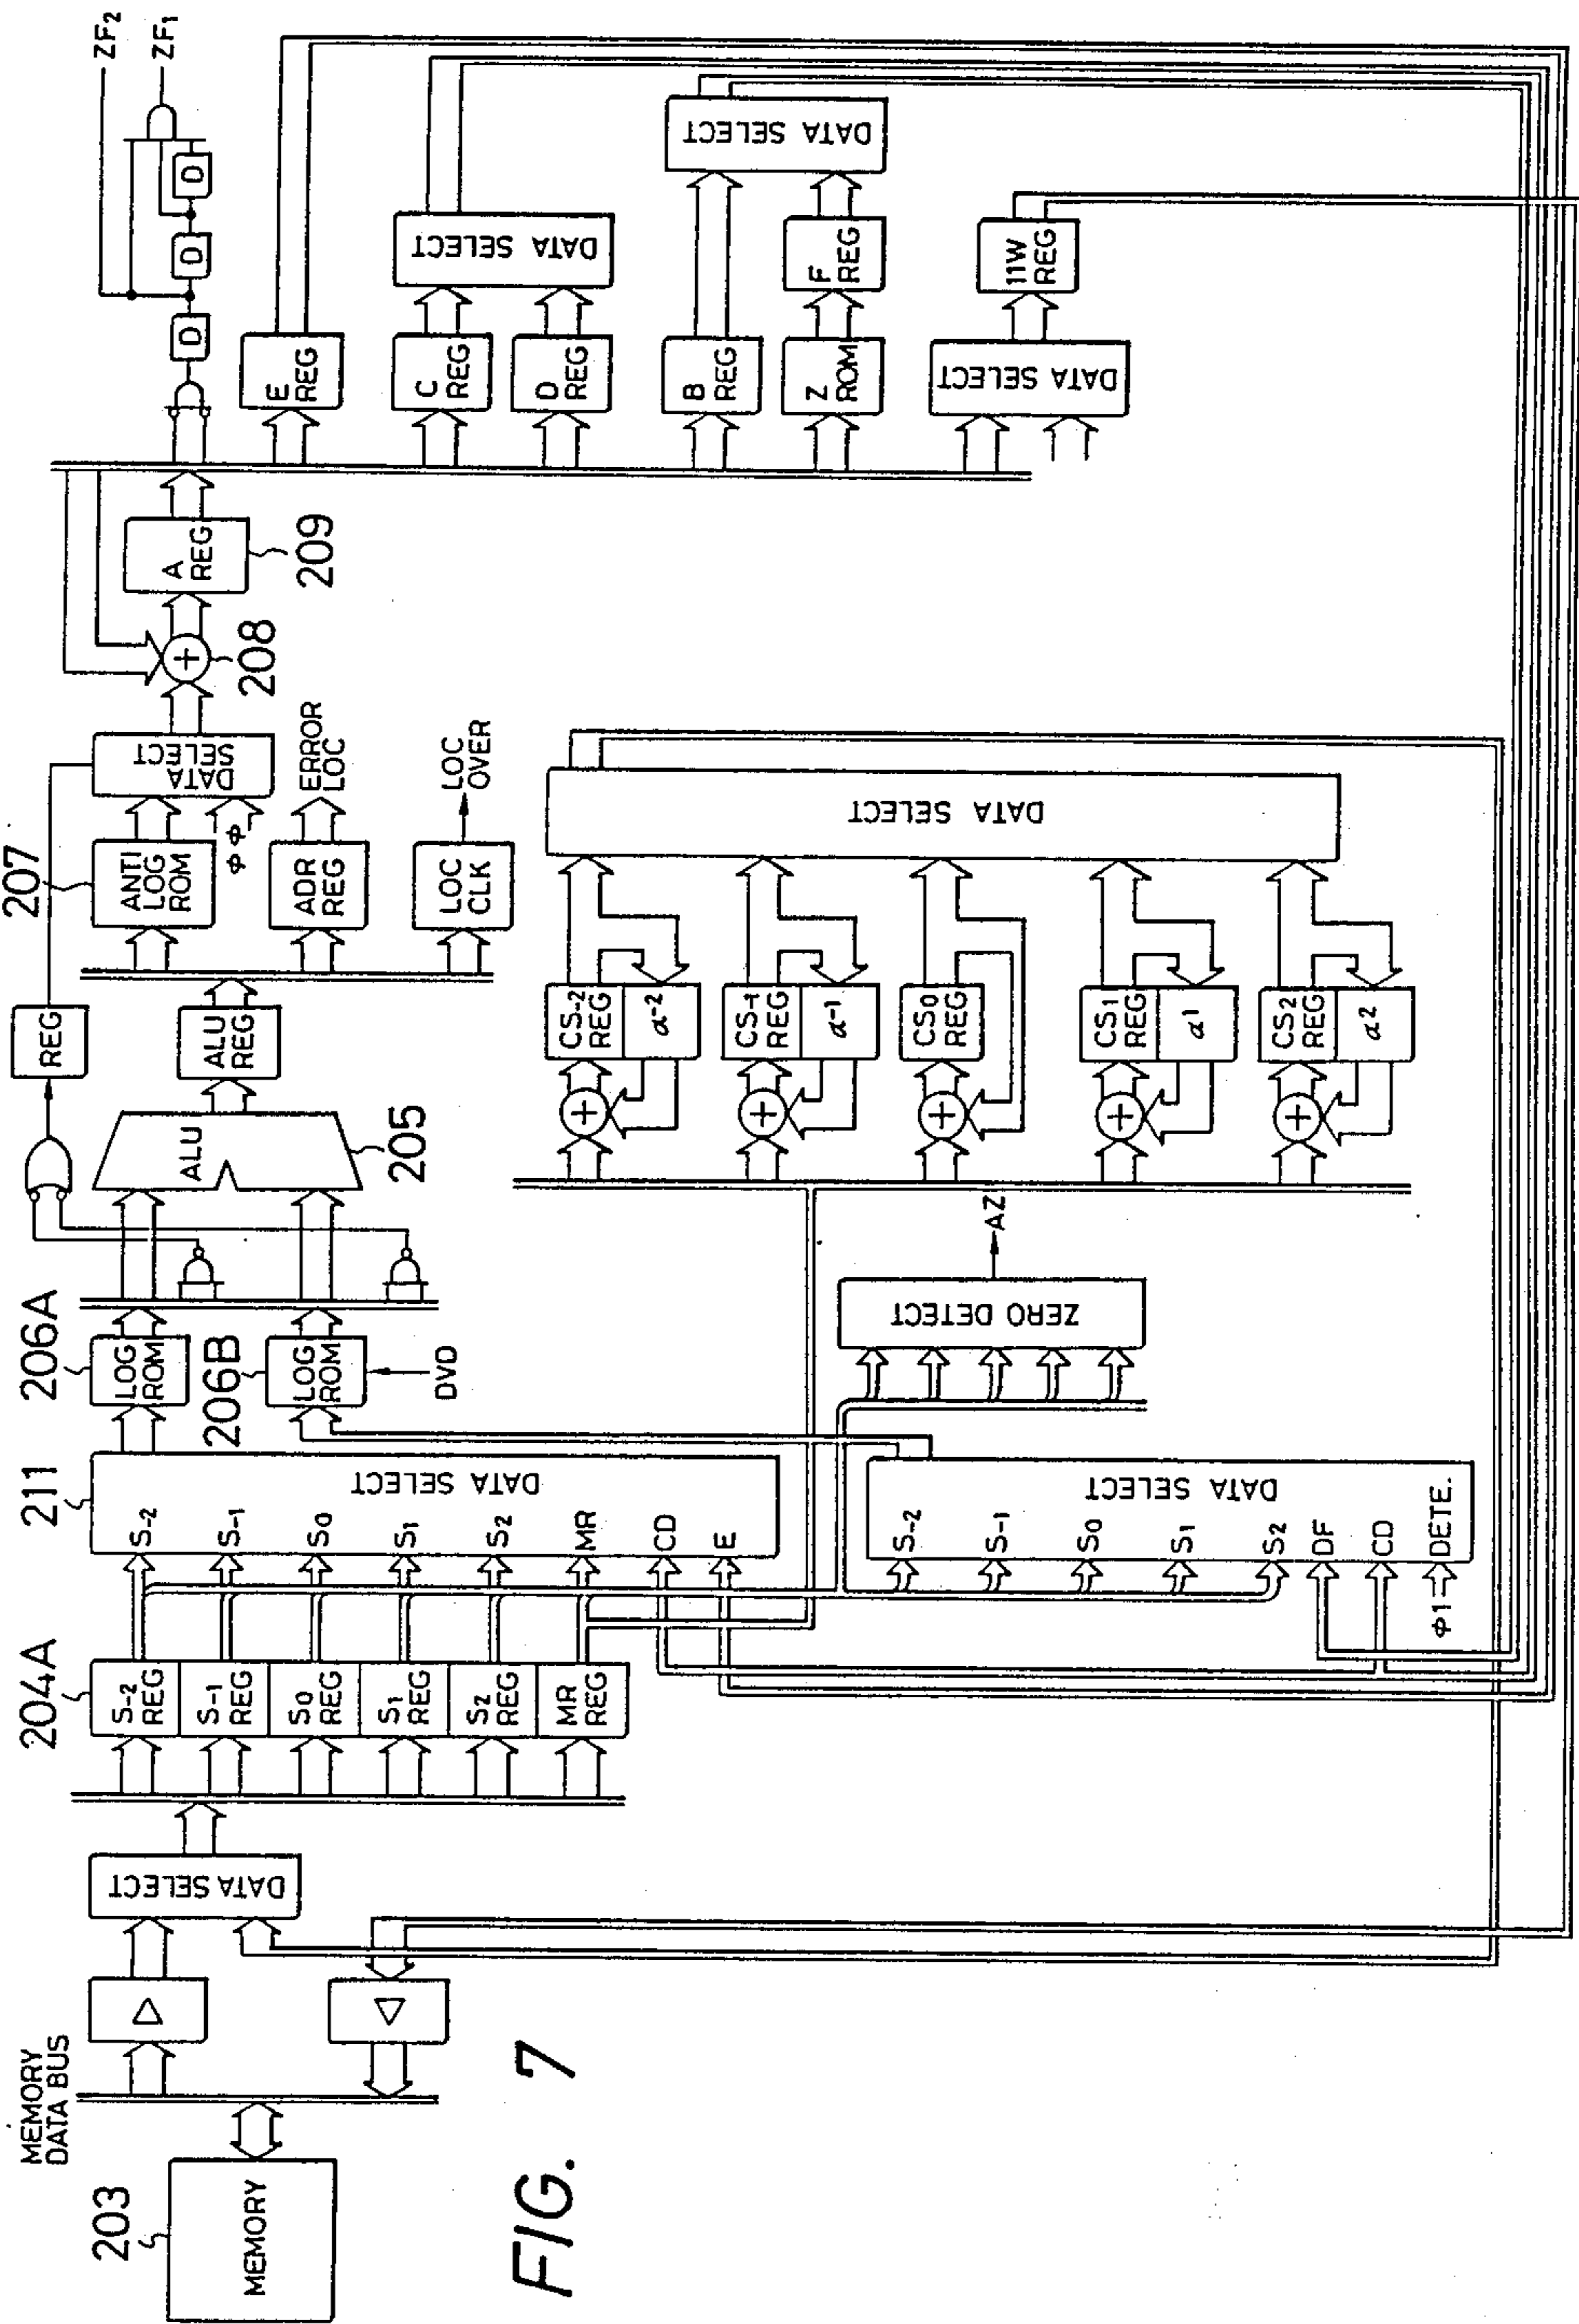 FIG. 7
203
MEMORY
MEMORY
DATA BUS
▷
◁
DATA SELECT
204A
S-2
REG
S-1
REG
S0
REG
S1
REG
S2
REG
MR
REG
211
S-2
S-1
S0
S1
S2
MR
CD
E
DATA SELECT
S-2
S-1
S0
S1
S2
DF
CD
φ1
DETE.
DATA SELECT
206A
LOG
ROM
206B
LOG
ROM
DVD
ZERO DETECT
AZ
205
ALU
REG
ALU
REG
207
ANTI
LOG
ROM
φφ
DATA
SELECT
ADR
REG
ERROR
LOC
LOC
CLK
LOC
OVER
CS-2
REG
α-2
CS-1
REG
α-1
CS0
REG
CS1
REG
α1
CS2
REG
α2
+
+
+
+
+
DATA SELECT
+
208
A
REG
209
D
D
D
ZF2
ZF1
E
REG
C
REG
D
REG
DATA SELECT
B
REG
Z
ROM
F
REG
DATA SELECT
DATA SELECT
11W
REG